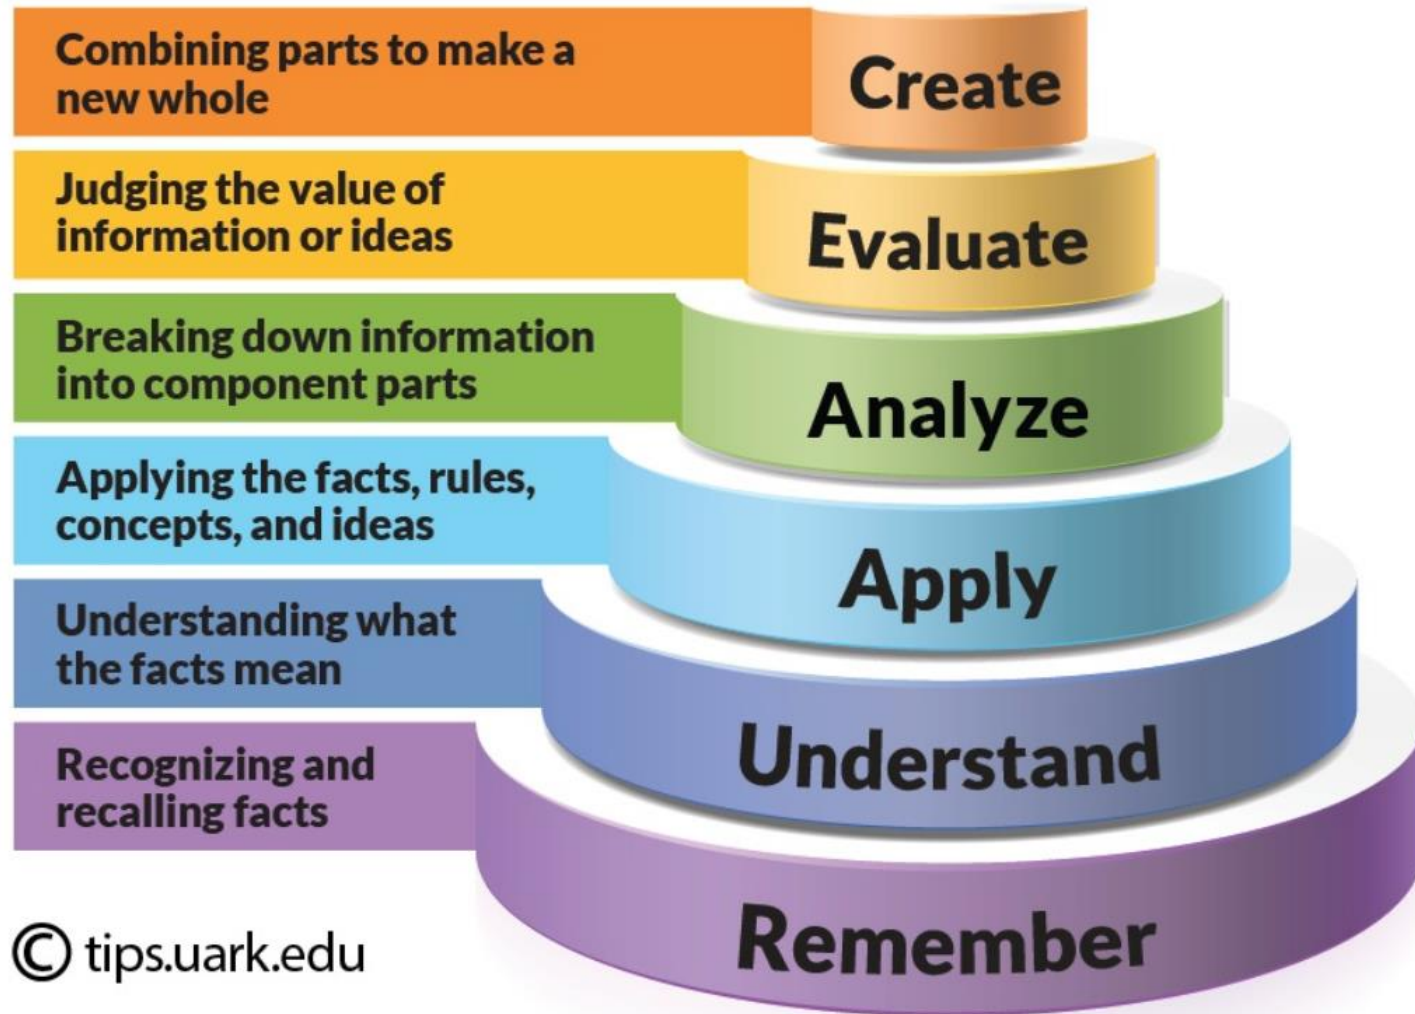 Combining parts to make a
new whole
Create
Judging the value of
information or ideas
Evaluate
Breaking down information
into component parts
Analyze
Applying the facts, rules,
concepts, and ideas
Apply
Understanding what
the facts mean
Understand
Recognizing and
recalling facts
Remember
© tips.uark.edu